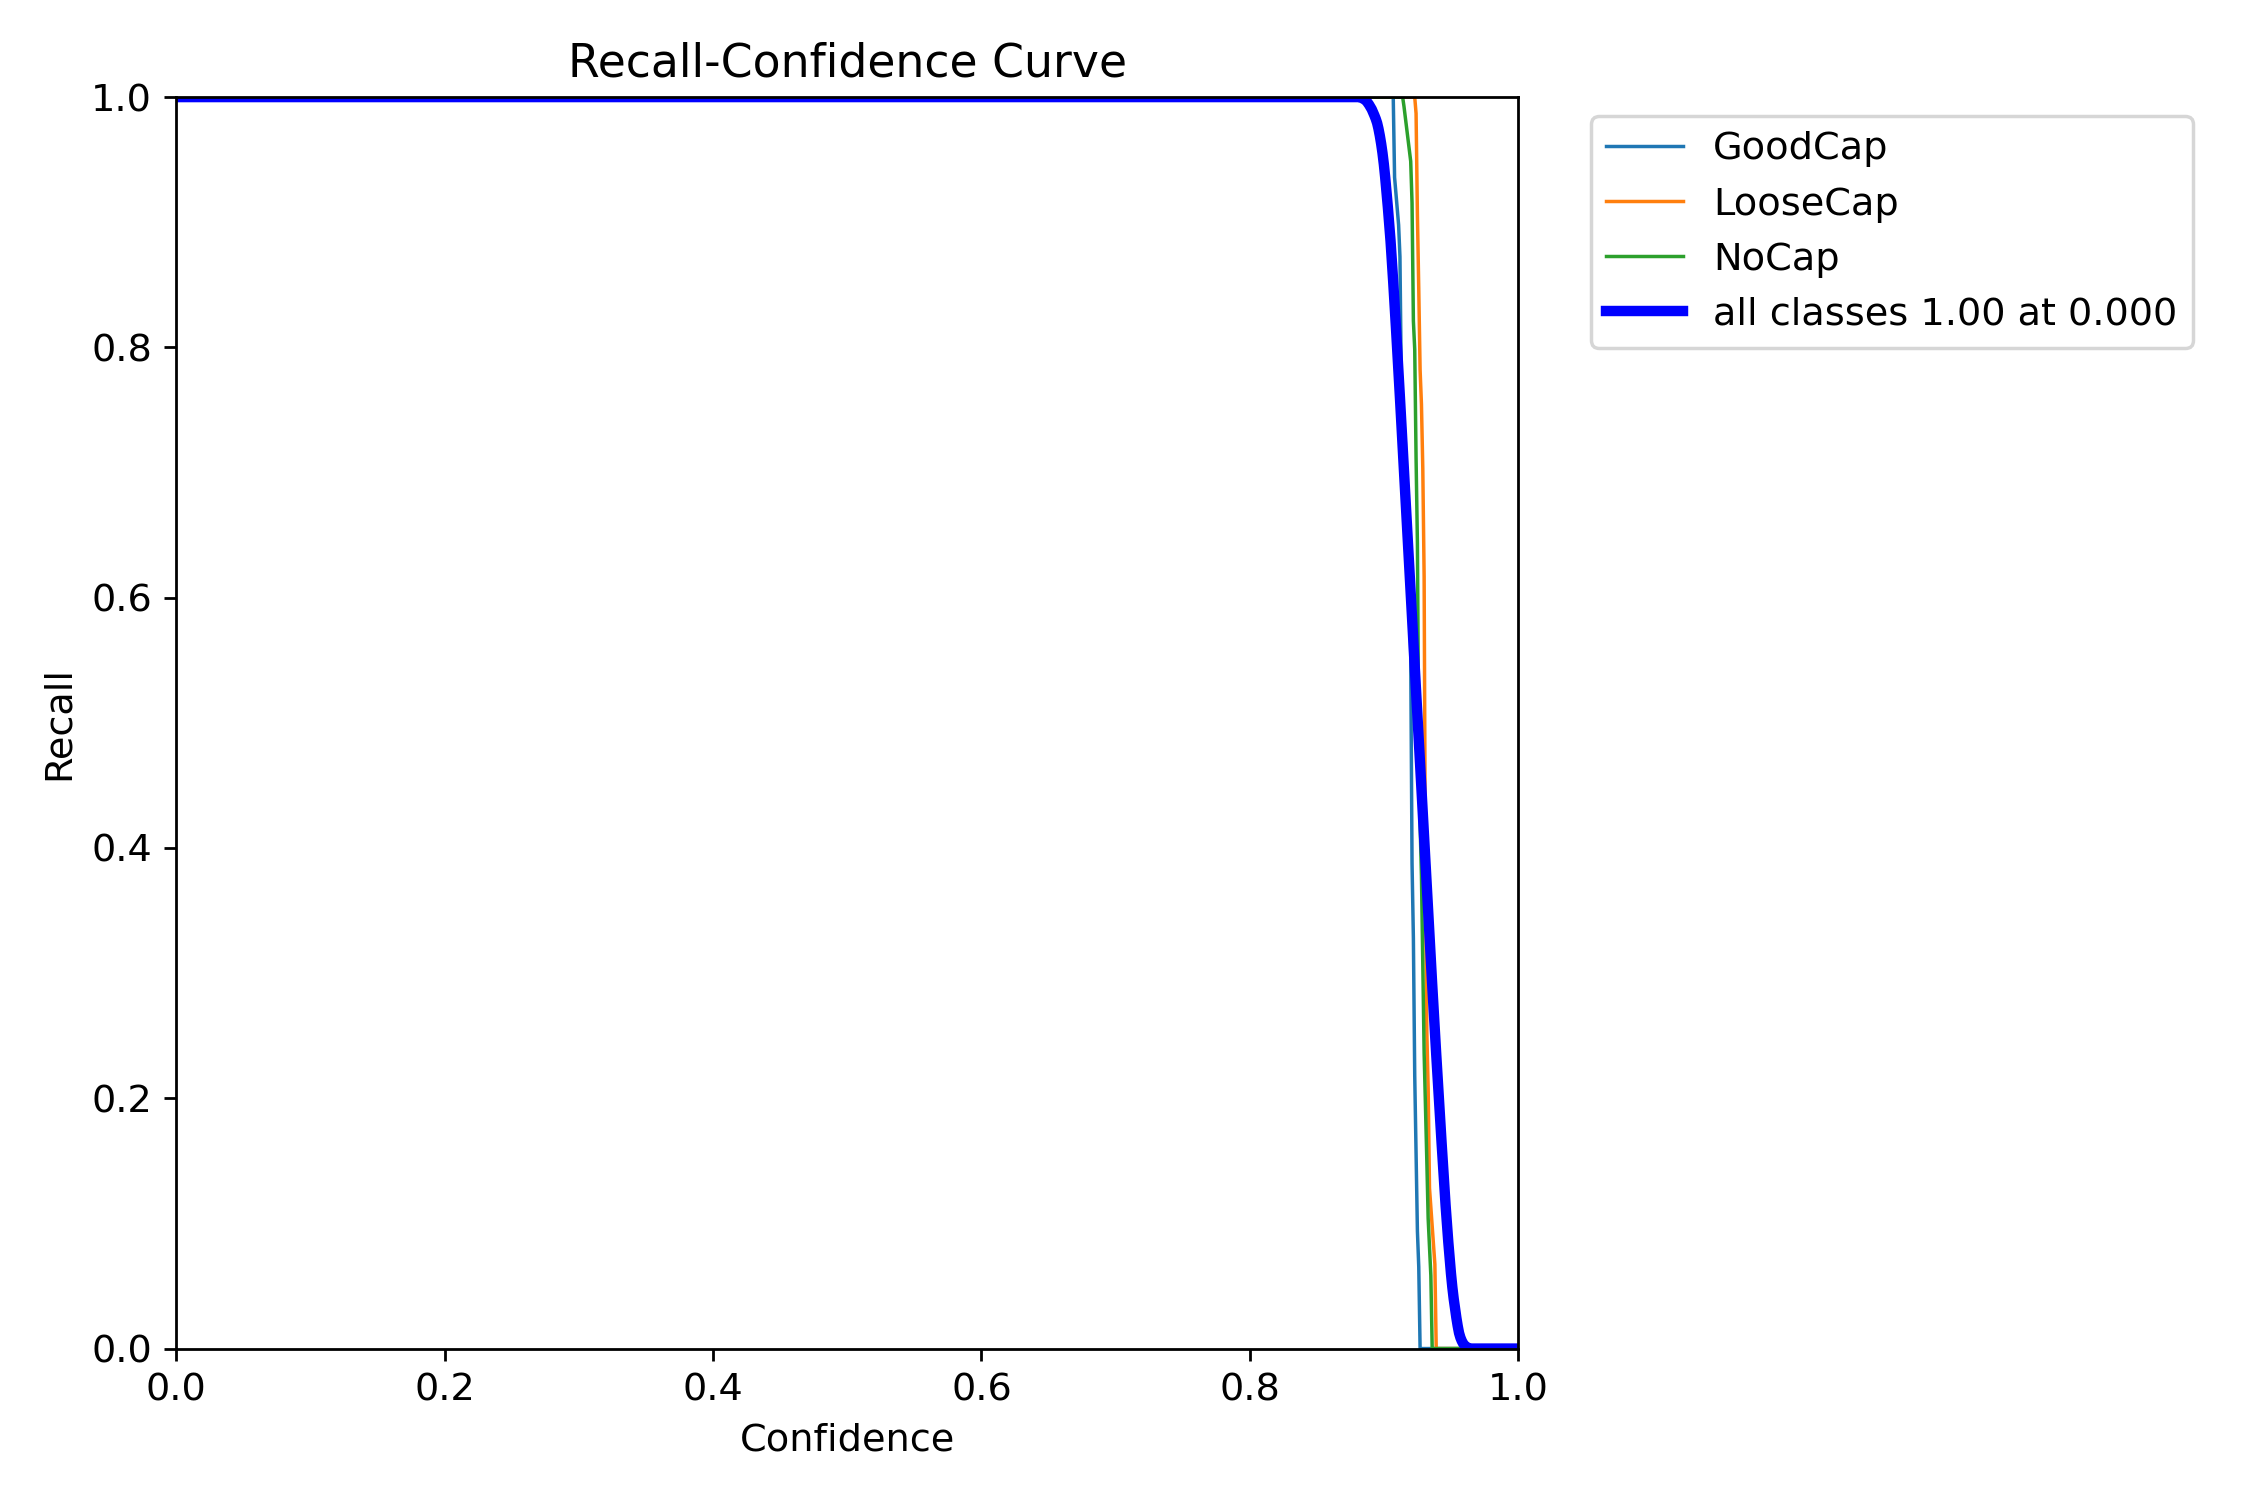 Recall-Confidence Curve
1.0
0.8
0.6
0.4
0.2
0.0
Recall
0.0 0.2 0.4 0.6 0.8 1.0
Confidence
GoodCap
LooseCap
NoCap
all classes 1.00 at 0.000